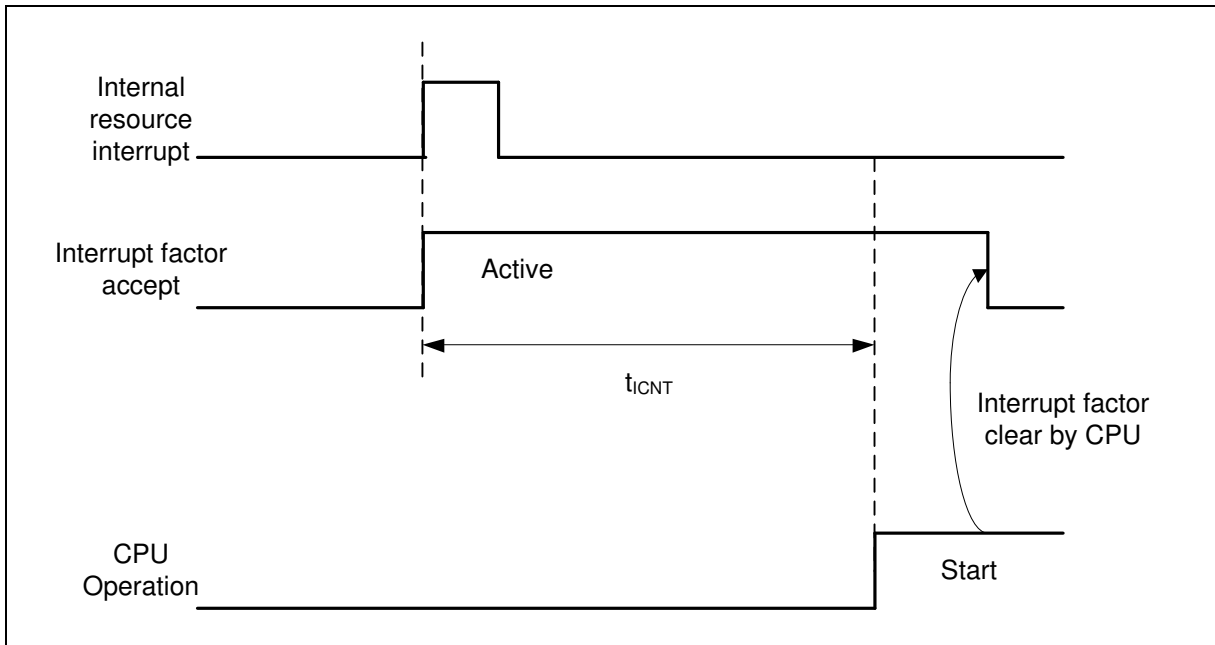 Internal
resource
interrupt
Interrupt factor
accept
Active
tICNT
Interrupt factor
clear by CPU
CPU
Operation
Start